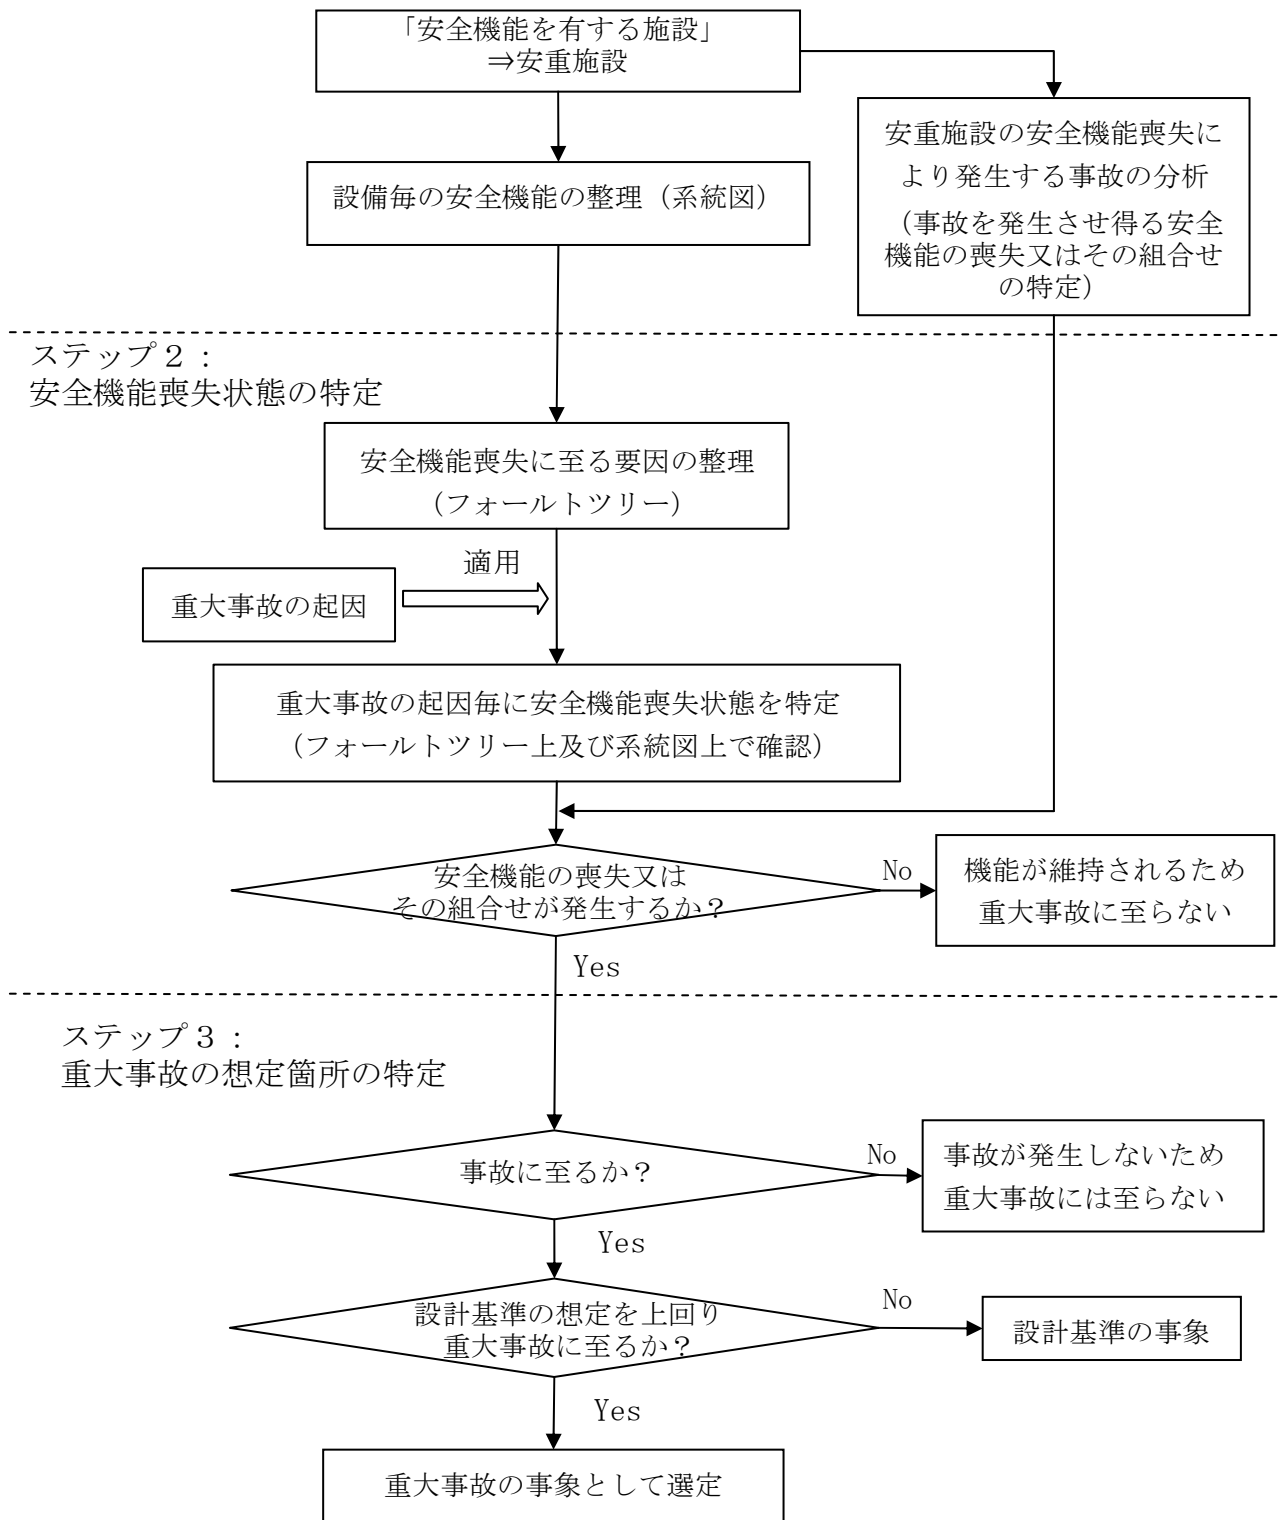 「安全機能を有する施設」
⇒安重施設
安重施設の安全機能喪失に
より発生する事故の分析
（事故を発生させ得る安全
機能の喪失又はその組合せ
の特定）
設備毎の安全機能の整理（系統図）
ステップ２：
安全機能喪失状態の特定
安全機能喪失に至る要因の整理
（フォールトツリー）
適用
重大事故の起因
重大事故の起因毎に安全機能喪失状態を特定
（フォールトツリー上及び系統図上で確認）
安全機能の喪失又は
その組合せが発生するか？
No
機能が維持されるため
重大事故に至らない
Yes
ステップ３：
重大事故の想定箇所の特定
事故に至るか？
No
事故が発生しないため
重大事故には至らない
Yes
設計基準の想定を上回り
重大事故に至るか？
No
設計基準の事象
Yes
重大事故の事象として選定